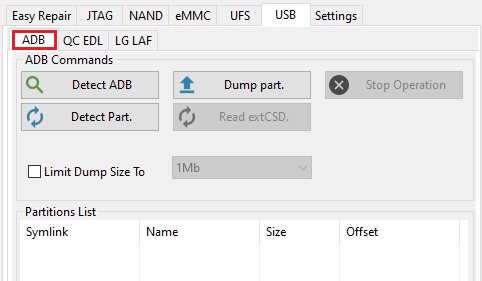 Easy Repair JTAG NAND eMMC UFS USB Settings
ADB QC EDL LG LAF
ADB Commands
Detect ADB Dump part. Stop Operation
Detect Part. Read extCSD.
Limit Dump Size To 1Mb
Partitions List
Symlink Name Size Offset